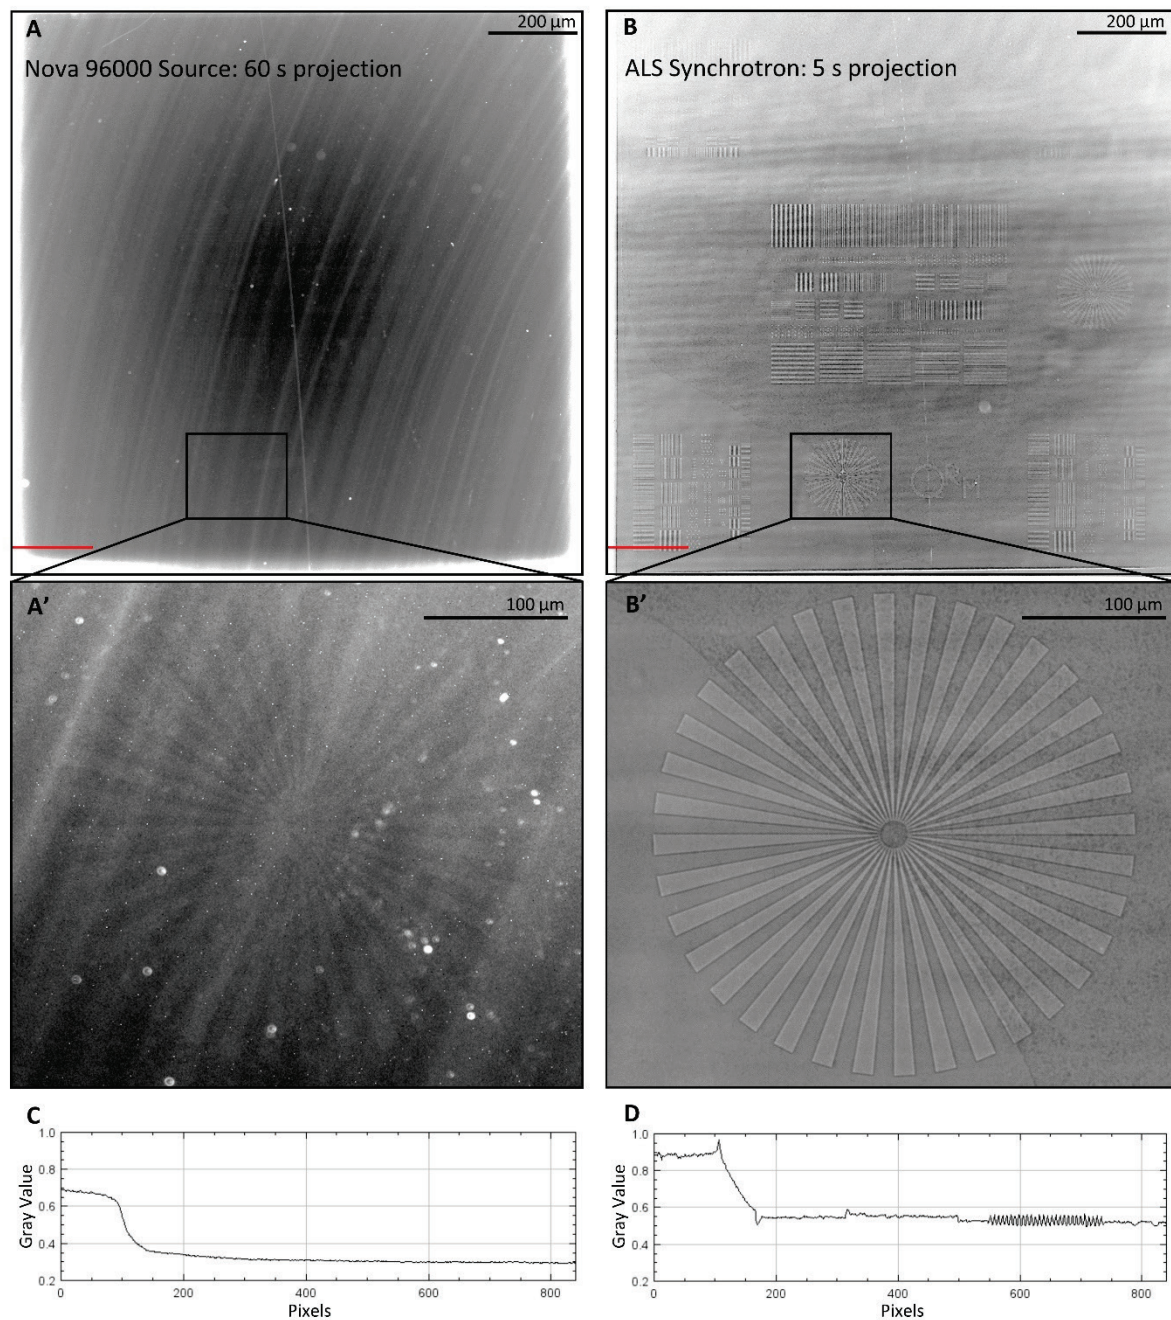 A
200 µm
Nova 96000 Source: 60 s projection
B
200 µm
ALS Synchrotron: 5 s projection
A'
100 µm
B'
100 µm
C
1.0
0.8
0.6
0.4
0.2
Gray Value
0
200
400
600
800
Pixels
D
1.0
0.8
0.6
0.4
0.2
Gray Value
0
200
400
600
800
Pixels